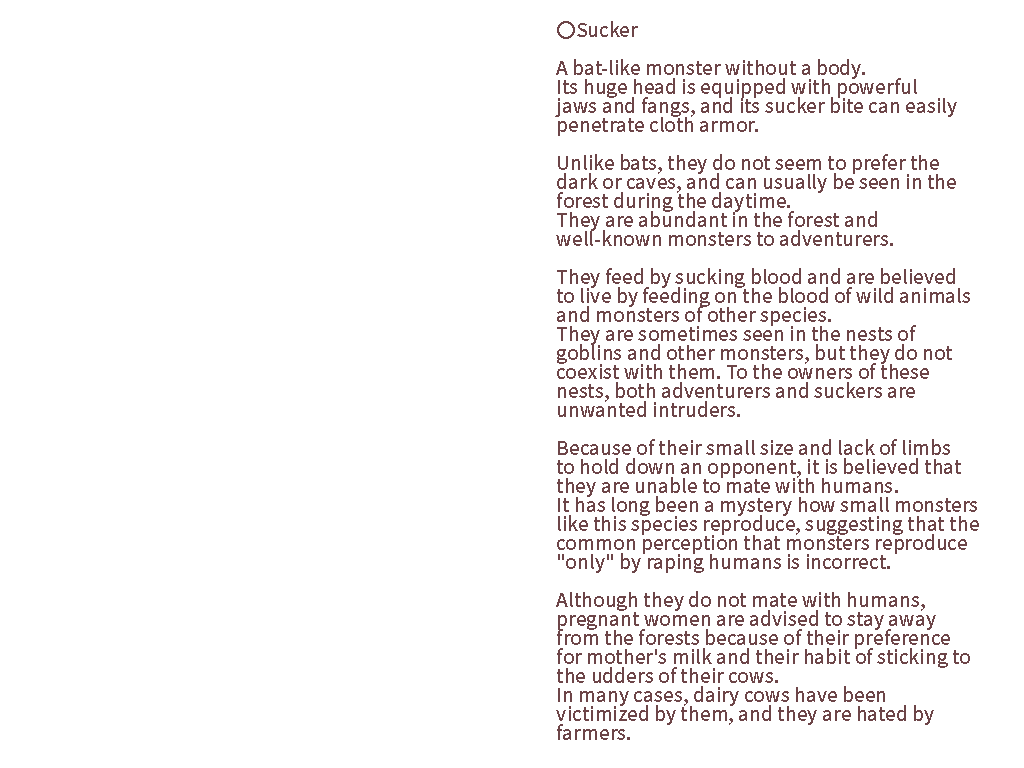 ○Sucker
A bat-like monster without a body.
Its huge head is equipped with powerful
jaws and fangs, and its sucker bite can easily
penetrate cloth armor.
Unlike bats, they do not seem to prefer the
dark or caves, and can usually be seen in the
forest during the daytime.
They are abundant in the forest and
well-known monsters to adventurers.
They feed by sucking blood and are believed
to live by feeding on the blood of wild animals
and monsters of other species.
They are sometimes seen in the nests of
goblins and other monsters, but they do not
coexist with them. To the owners of these
nests, both adventurers and suckers are
unwanted intruders.
Because of their small size and lack of limbs
to hold down an opponent, it is believed that
they are unable to mate with humans.
It has long been a mystery how small monsters
like this species reproduce, suggesting that the
common perception that monsters reproduce
"only" by raping humans is incorrect.
Although they do not mate with humans,
pregnant women are advised to stay away
from the forests because of their preference
for mother's milk and their habit of sticking to
the udders of their cows.
In many cases, dairy cows have been
victimized by them, and they are hated by
farmers.